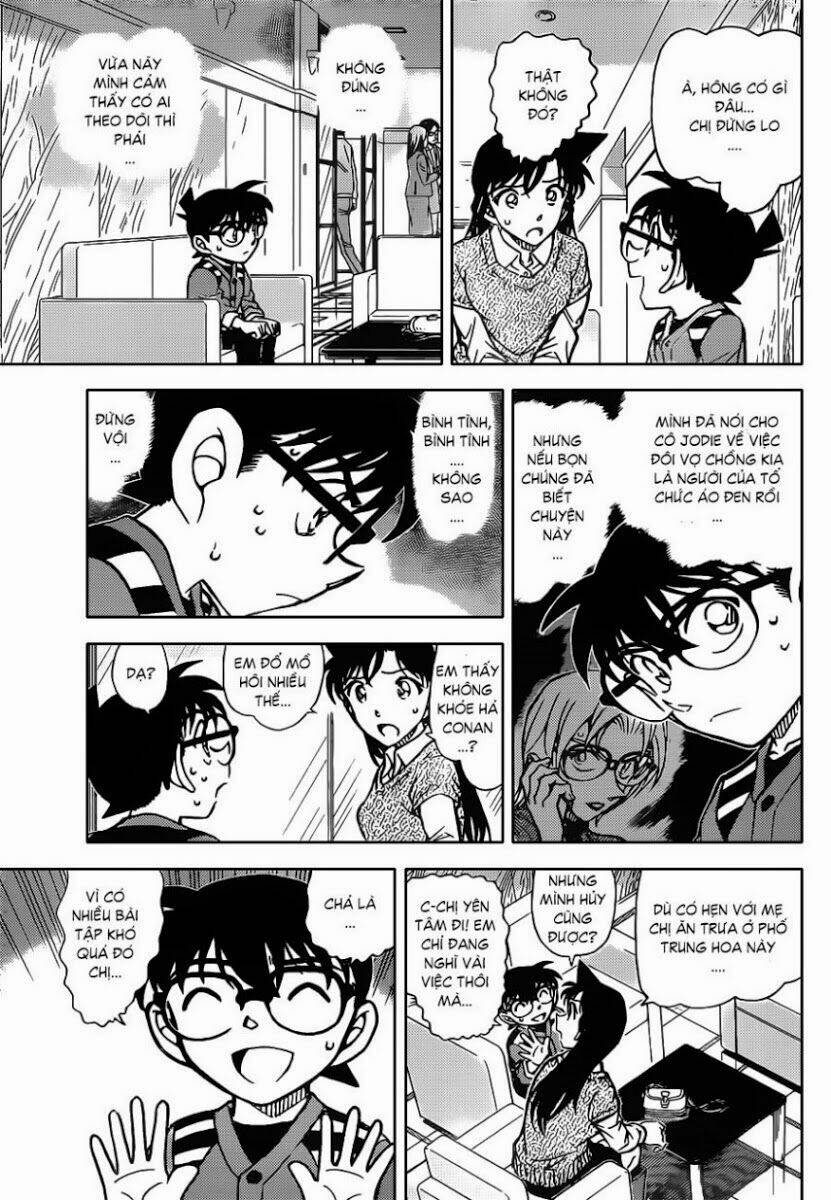 À, HÔNG CÓ GÌ
ĐÂU...
CHỊ ĐỪNG LO
....
THẬT
KHÔNG
ĐÓ?
KHÔNG
ĐÚNG
...
VỪA NÃY
MÌNH CẢM
THẤY CÓ AI
THEO DÕI THÌ
PHẢI
...
MÌNH ĐÃ NÓI CHO
CÔ JODIE VỀ VIỆC
ĐÔI VỢ CHỒNG KIA
LÀ NGƯỜI CỦA TỔ
CHỨC ÁO ĐEN RỒI
...
NHƯNG
NẾU BỌN
CHÚNG ĐÃ
BIẾT
CHUYỆN
NÀY
...
BÌNH TĨNH,
BÌNH TĨNH
....
KHÔNG
SAO
....
ĐỪNG
VỘI
...
EM THẤY
KHÔNG
KHỎE HẢ
CONAN
...?
EM ĐỔ MỒ
HÔI NHIỀU
THẾ...
DẠ?
DÙ CÓ HẸN VỚI MẸ
CHỊ ĂN TRƯA Ở PHỐ
TRUNG HOA NÀY
....
NHƯNG
MÌNH HỦY
CŨNG
ĐƯỢC?
C-CHỊ YÊN
TÂM ĐI! EM
CHỈ ĐANG
NGHĨ VÀI
VIỆC THÔI
MÀ...
CHẢ LÀ
...
VÌ CÓ
NHIỀU BÀI
TẬP KHÓ
QUÁ ĐÓ
CHỊ...